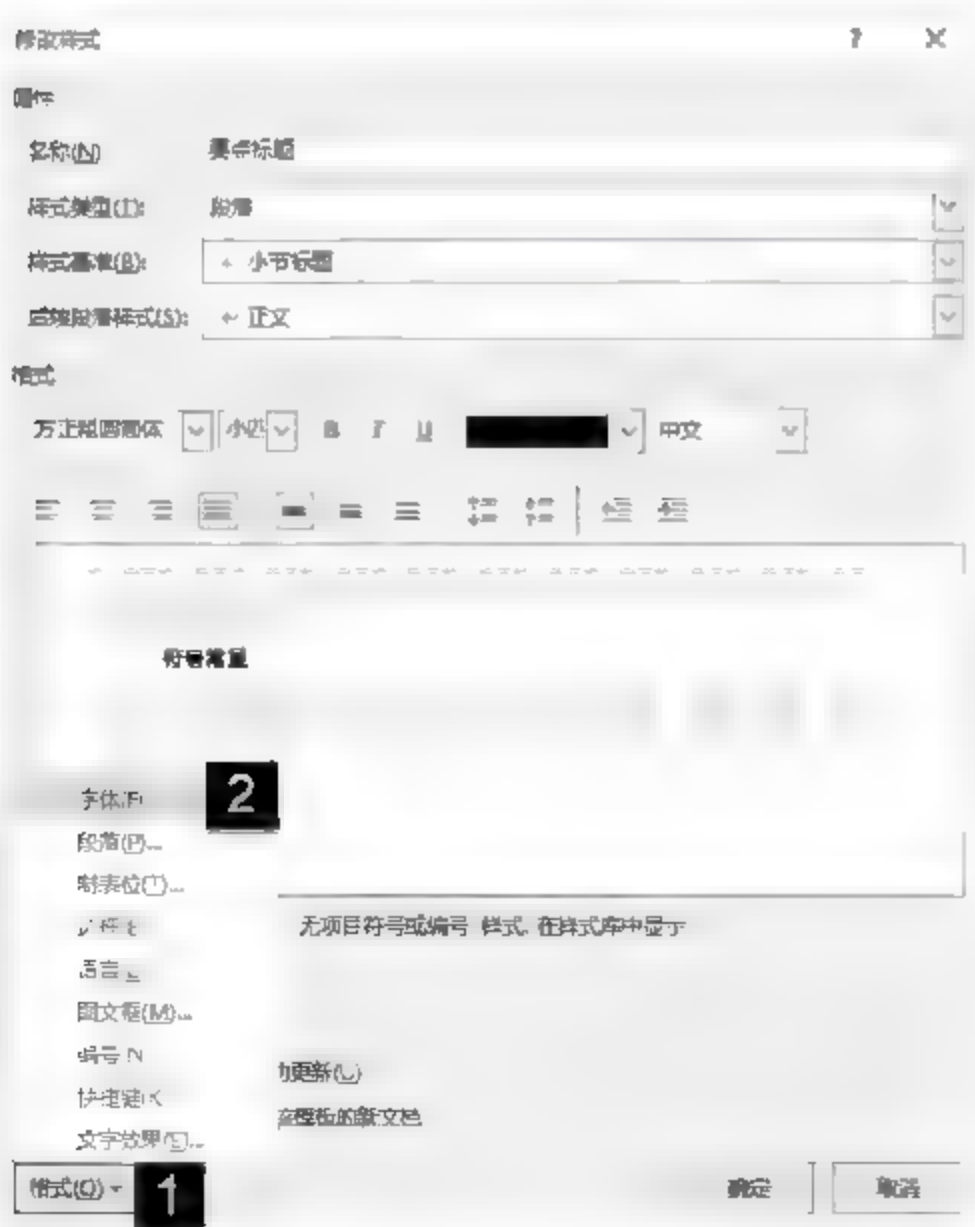 修改样式 ? ×
属性
名称(N) 要点标题
样式类型(T): 段落
样式基准(B): 小节标题
后续段落样式(S): 正文
格式
方正粗圆简体 小四 B I U 中文
符号常量
字体(F) 2
段落(P)...
制表位(T)...
无项目符号或编号 样式, 在样式库中显示
语言
图文框(M)...
编号 N
更新(U)
快捷键 K
模板的新文档
文字效果(E)...
格式(O) 1 确定 取消